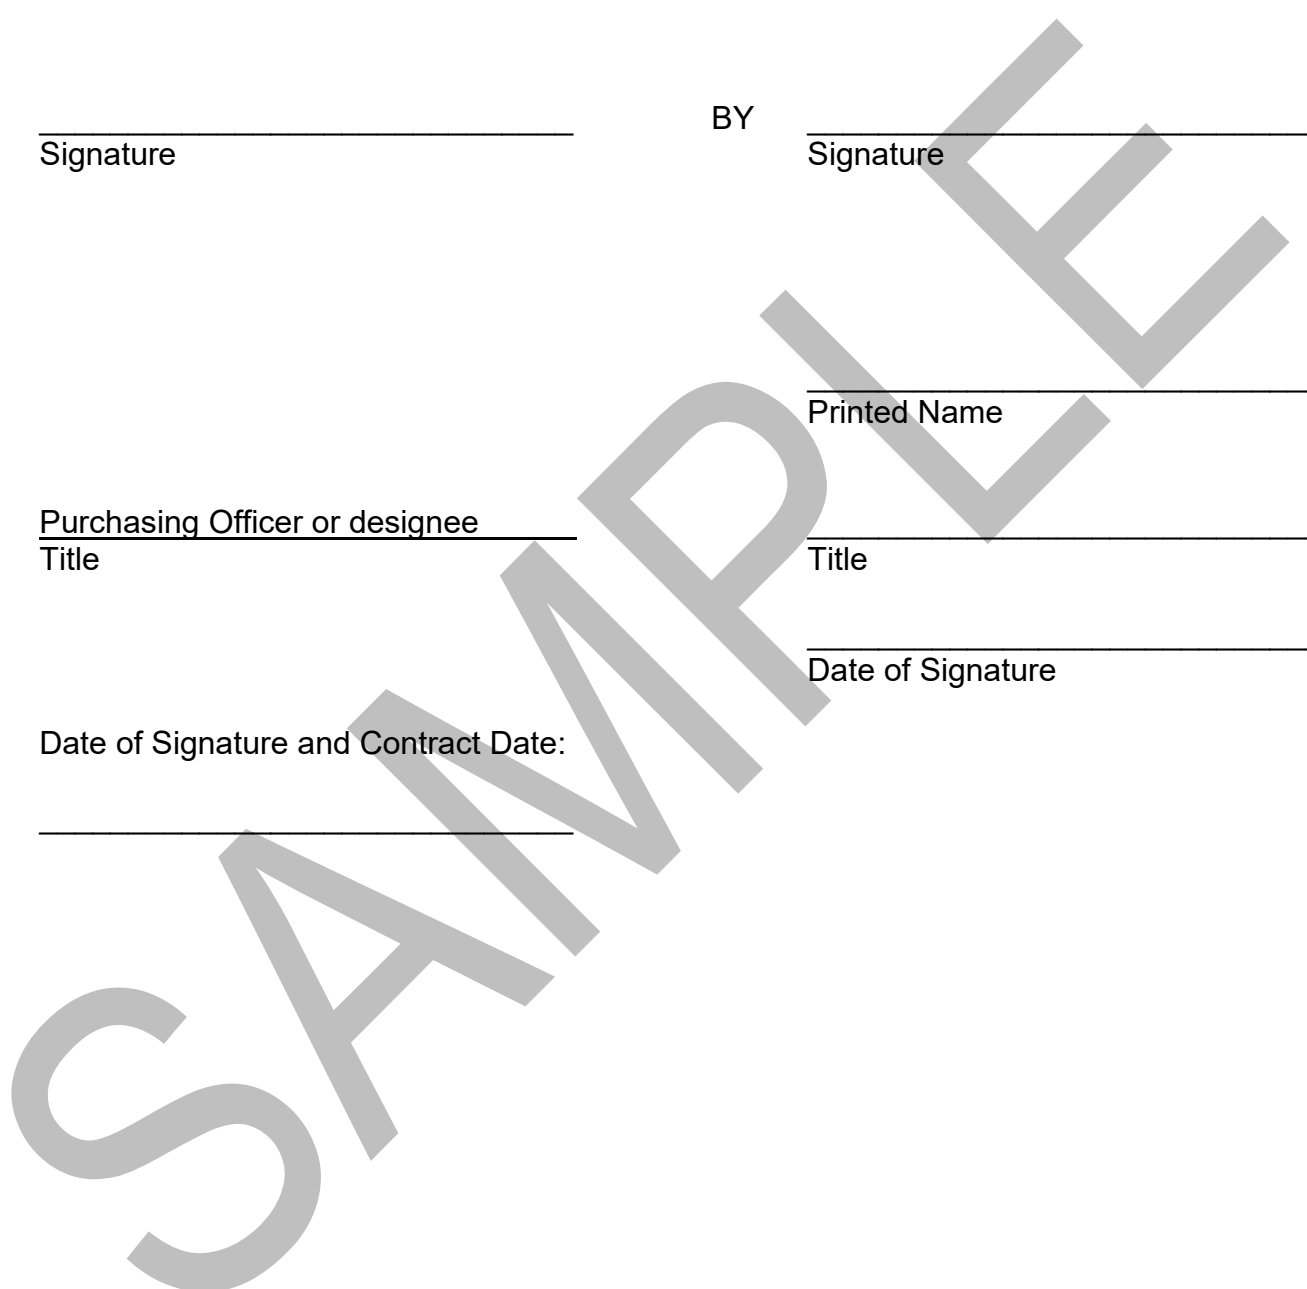 BY
Signature
Signature
Printed Name
Purchasing Officer or designee
Title
Title
Date of Signature
Date of Signature and Contract Date:
SAMPLE